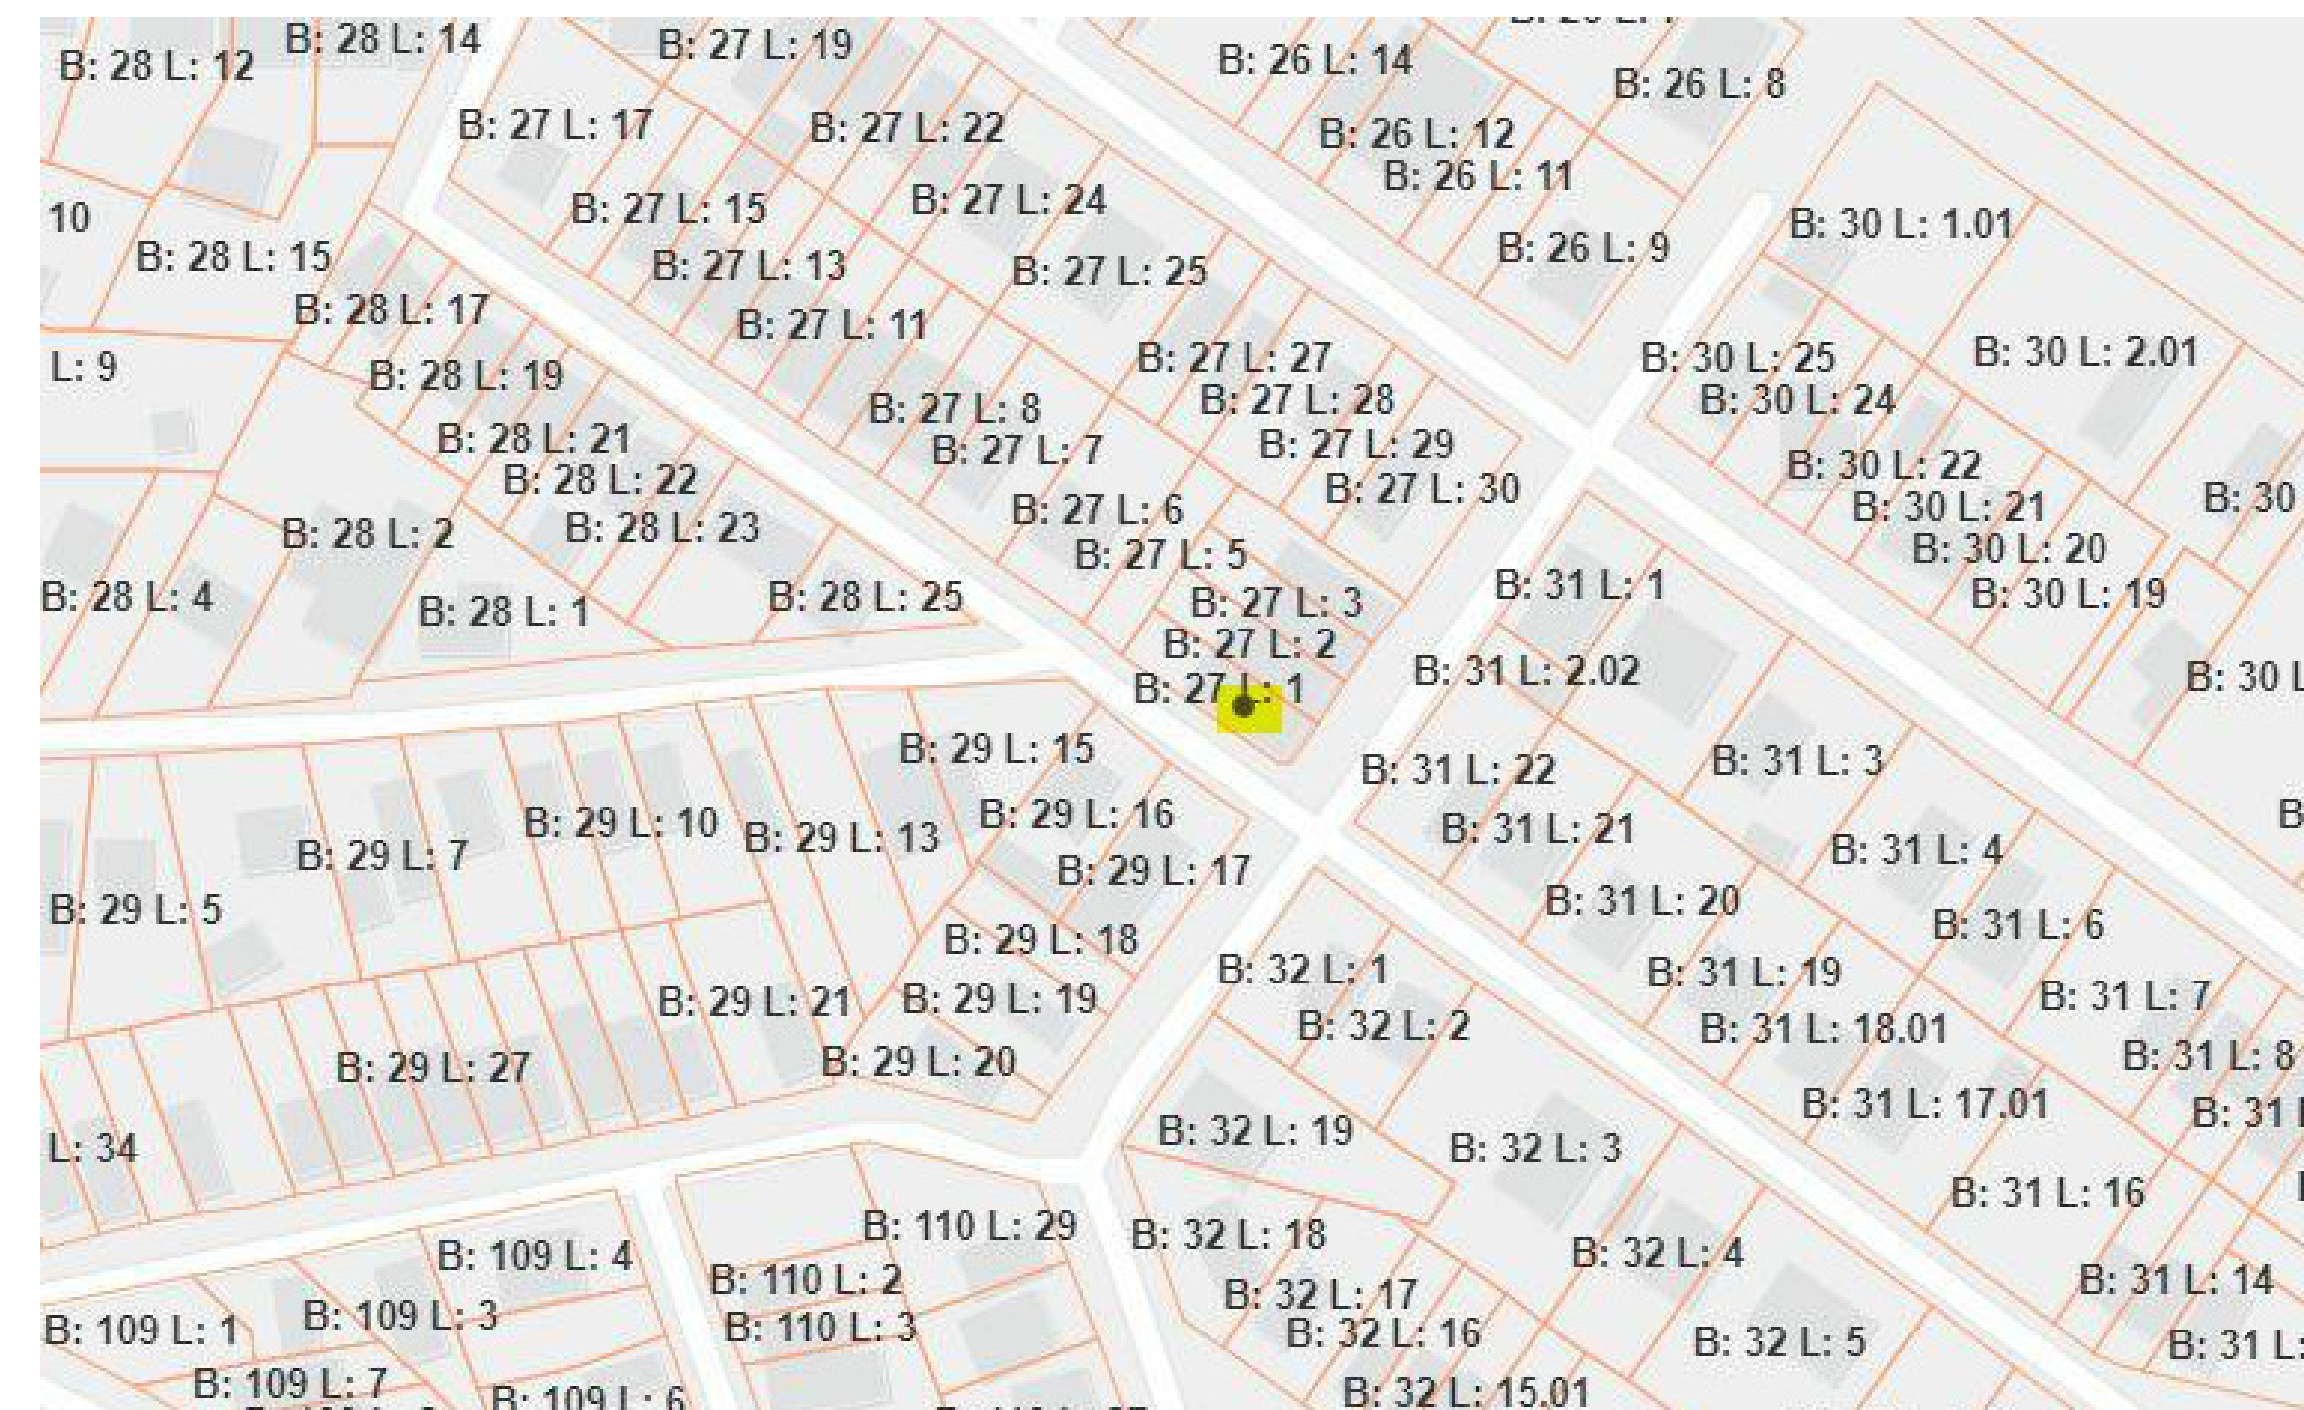 B: 28 L: 12
B: 28 L: 14
B: 27 L: 19
B: 26 L: 14
B: 26 L: 8
B: 27 L: 17
B: 27 L: 22
B: 26 L: 12
B: 26 L: 11
10
B: 28 L: 15
B: 27 L: 15
B: 27 L: 24
B: 26 L: 9
B: 30 L: 1.01
B: 27 L: 13
B: 27 L: 25
B: 28 L: 17
B: 27 L: 11
L: 9
B: 28 L: 19
B: 27 L: 27
B: 30 L: 25
B: 30 L: 2.01
B: 27 L: 8
B: 27 L: 28
B: 30 L: 24
B: 28 L: 21
B: 27 L: 7
B: 27 L: 29
B: 30 L: 22
B: 28 L: 22
B: 27 L: 30
B: 30 L: 21
B: 30
B: 28 L: 2
B: 28 L: 23
B: 27 L: 6
B: 27 L: 5
B: 30 L: 20
B: 28 L: 4
B: 28 L: 1
B: 28 L: 25
B: 27 L: 3
B: 31 L: 1
B: 30 L: 19
B: 27 L: 2
B: 31 L: 2.02
B: 30 L
B: 27 L: 1
B: 29 L: 15
B: 31 L: 22
B: 31 L: 3
B: 29 L: 10
B: 29 L: 13
B: 29 L: 16
B: 31 L: 21
B
B: 29 L: 7
B: 29 L: 17
B: 31 L: 4
B: 29 L: 5
B: 31 L: 20
B: 29 L: 18
B: 31 L: 6
B: 32 L: 1
B: 31 L: 19
B: 29 L: 21
B: 29 L: 19
B: 31 L: 7
B: 32 L: 2
B: 31 L: 18.01
B: 29 L: 27
B: 29 L: 20
B: 31 L: 8
B: 31 L: 17.01
B: 31
L: 34
B: 32 L: 19
B: 32 L: 3
B: 31 L: 16
B: 109 L: 4
B: 110 L: 29
B: 32 L: 18
B: 32 L: 4
B: 110 L: 2
B: 32 L: 17
B: 31 L: 14
B: 109 L: 1
B: 109 L: 3
B: 110 L: 3
B: 32 L: 16
B: 32 L: 5
B: 31 L:
B: 109 L: 7
B: 109 L: 6
B: 32 L: 15.01